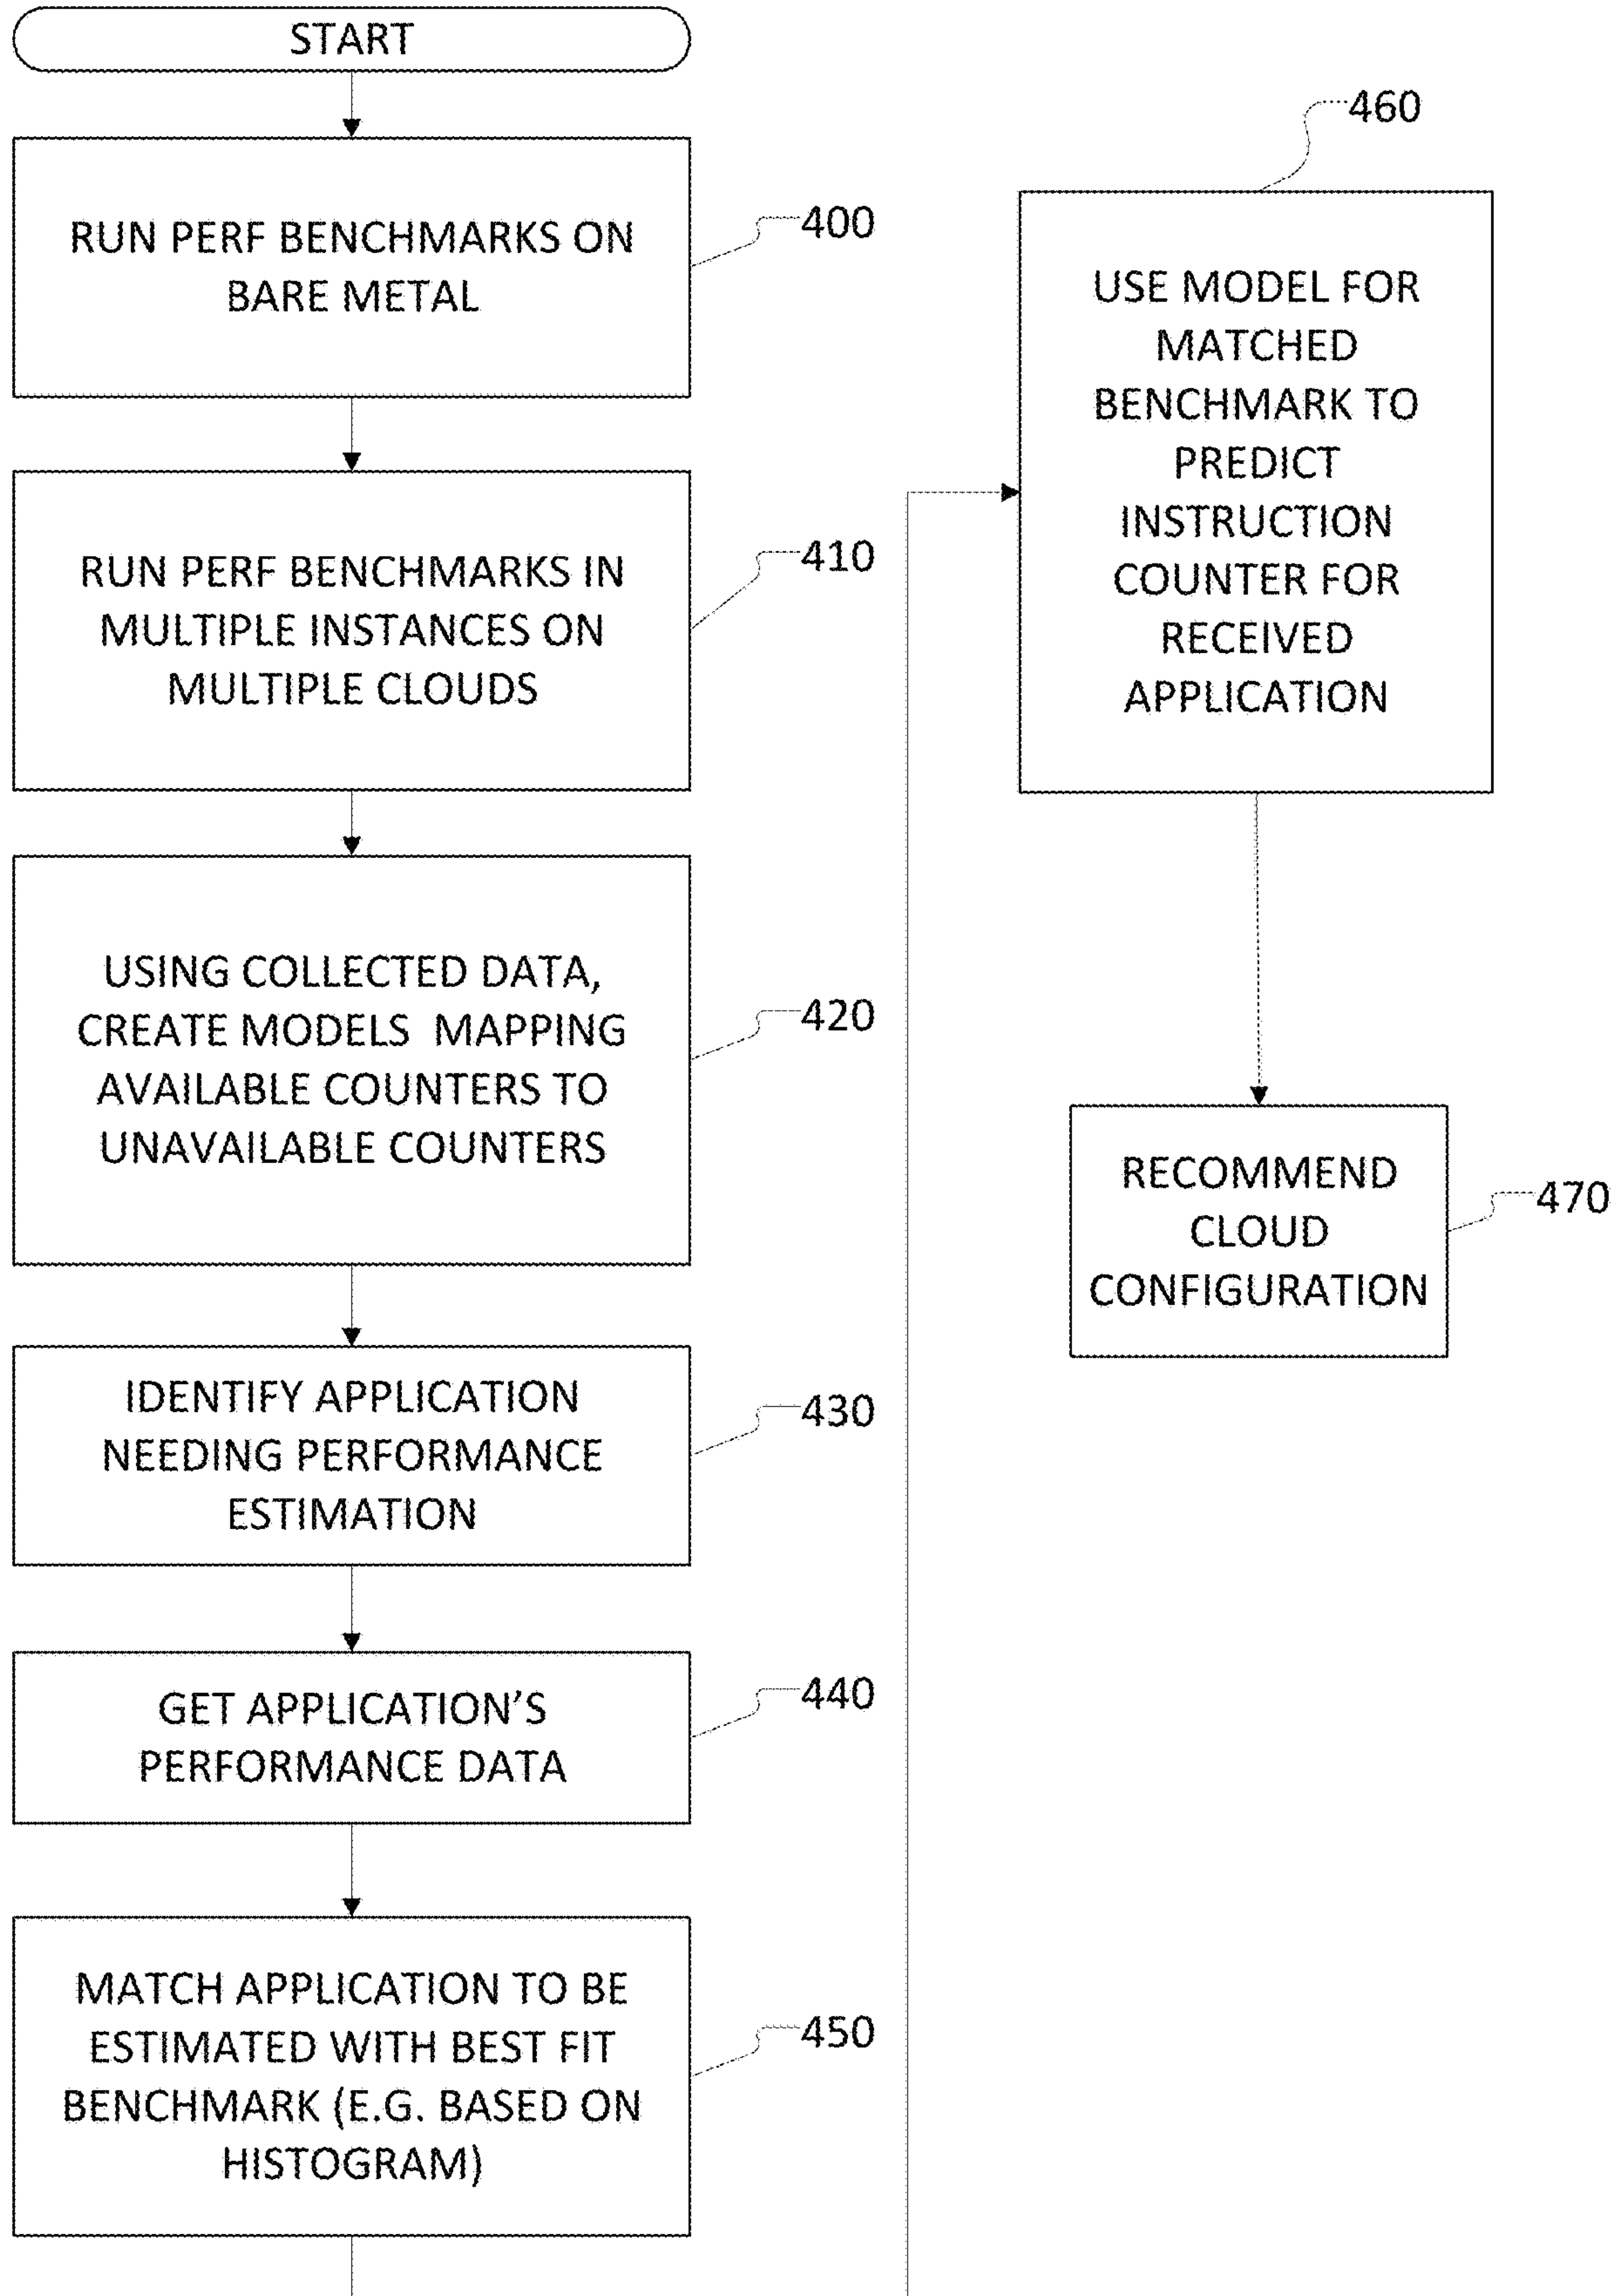 START
RUN PERF BENCHMARKS ON
BARE METAL
400
RUN PERF BENCHMARKS IN
MULTIPLE INSTANCES ON
MULTIPLE CLOUDS
410
USING COLLECTED DATA,
CREATE MODELS MAPPING
AVAILABLE COUNTERS TO
UNAVAILABLE COUNTERS
420
IDENTIFY APPLICATION
NEEDING PERFORMANCE
ESTIMATION
430
GET APPLICATION’S
PERFORMANCE DATA
440
MATCH APPLICATION TO BE
ESTIMATED WITH BEST FIT
BENCHMARK (E.G. BASED ON
HISTOGRAM)
450
460
USE MODEL FOR
MATCHED
BENCHMARK TO
PREDICT
INSTRUCTION
COUNTER FOR
RECEIVED
APPLICATION
RECOMMEND
CLOUD
CONFIGURATION
470